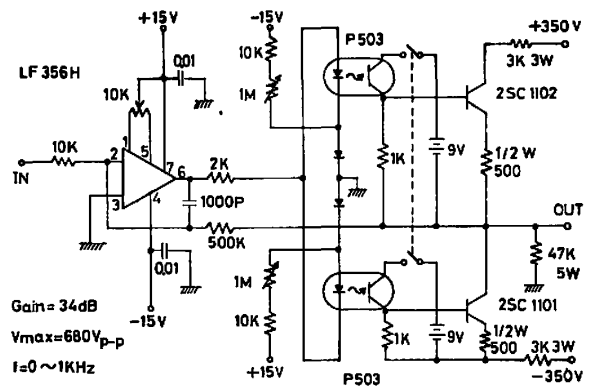 +15V
-15V
P503
+350V
3K 3W
LF 356H
0,01
10K
10K
1M
2SC 1102
10K
1
5
2
7
6
3
4
IN
2K
1K
9V
1/2 W
500
1000P
500K
OUT
47K
5W
0,01
1M
10K
-15V
+15V
Gain = 34dB
Vmax=680Vp-p
f=0~1KHz
1K
9V
2SC 1101
1/2W
500
3K 3W
-350V
P503